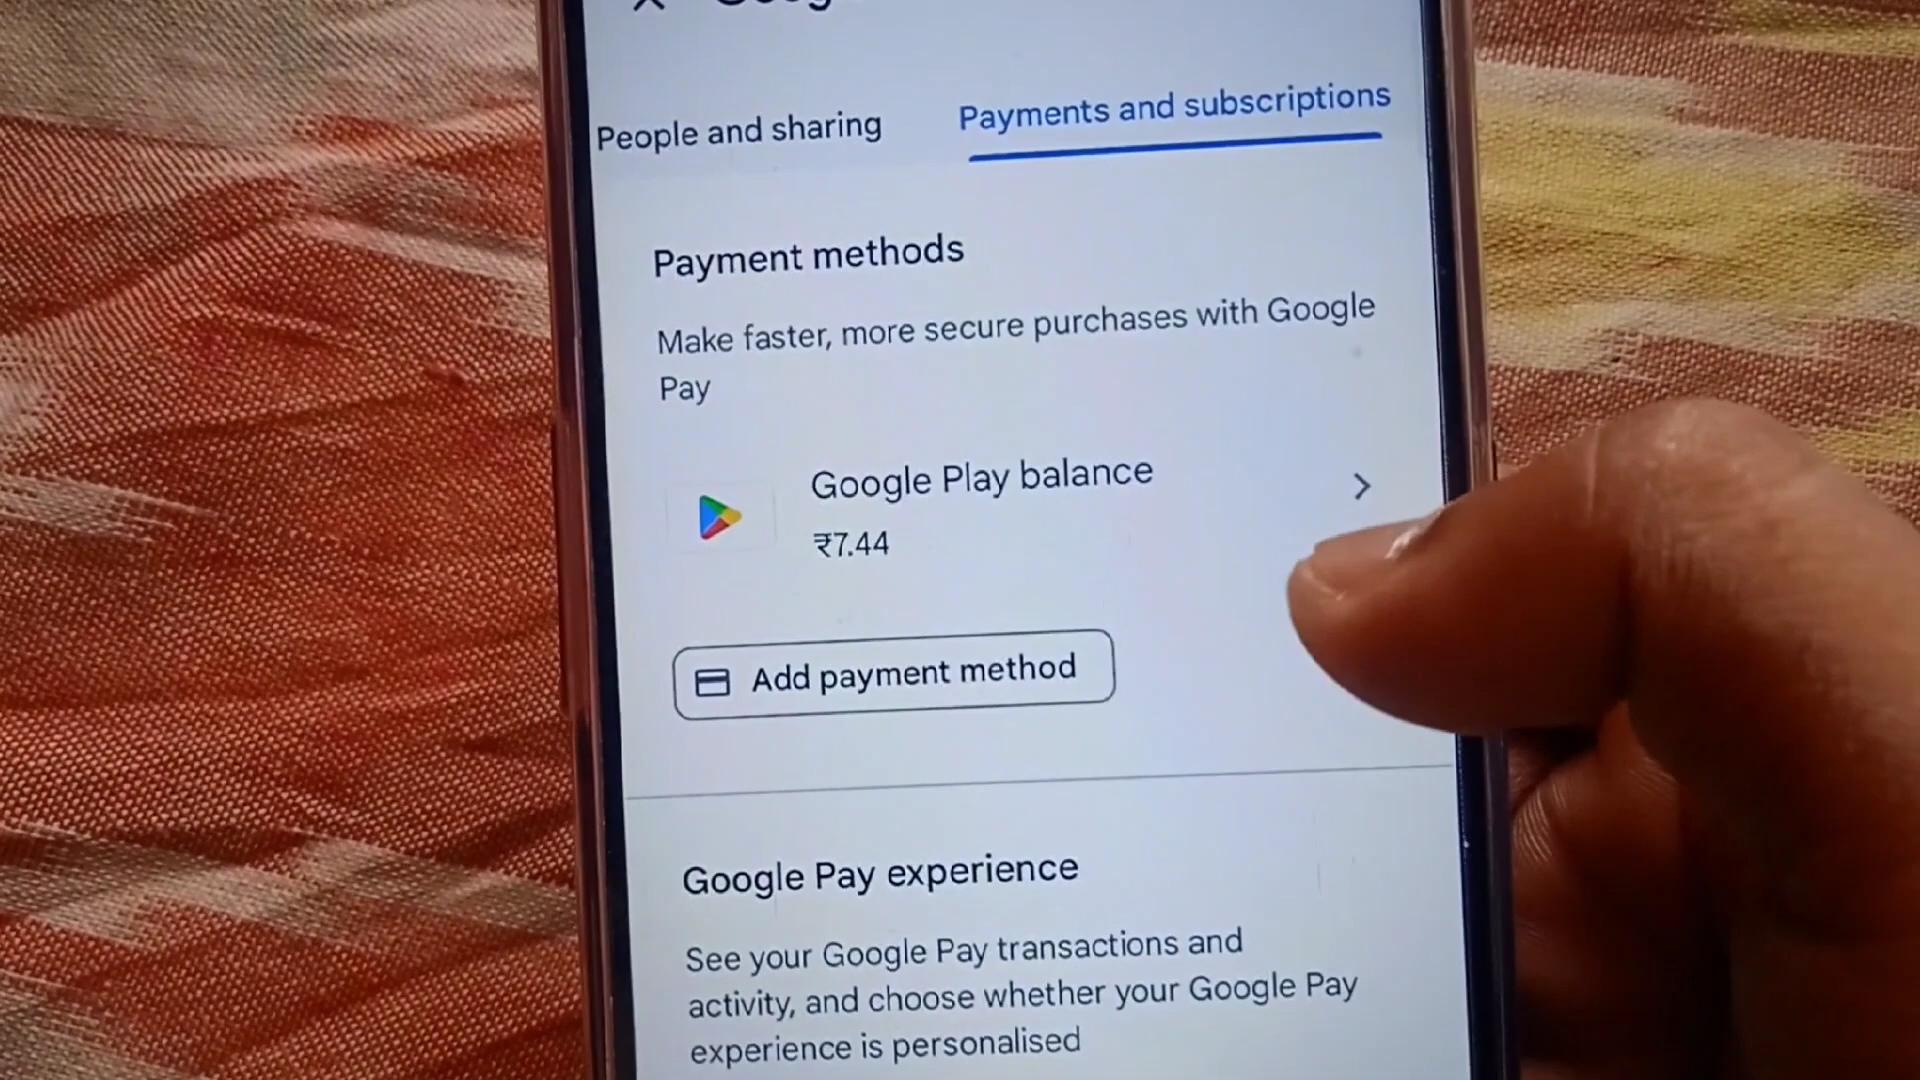 People and sharing
Payments and subscriptions
Payment methods
Make faster, more secure purchases with Google
Pay
Google Play balance
₹7.44
Add payment method
Google Pay experience
See your Google Pay transactions and
activity, and choose whether your Google Pay
experience is personalised